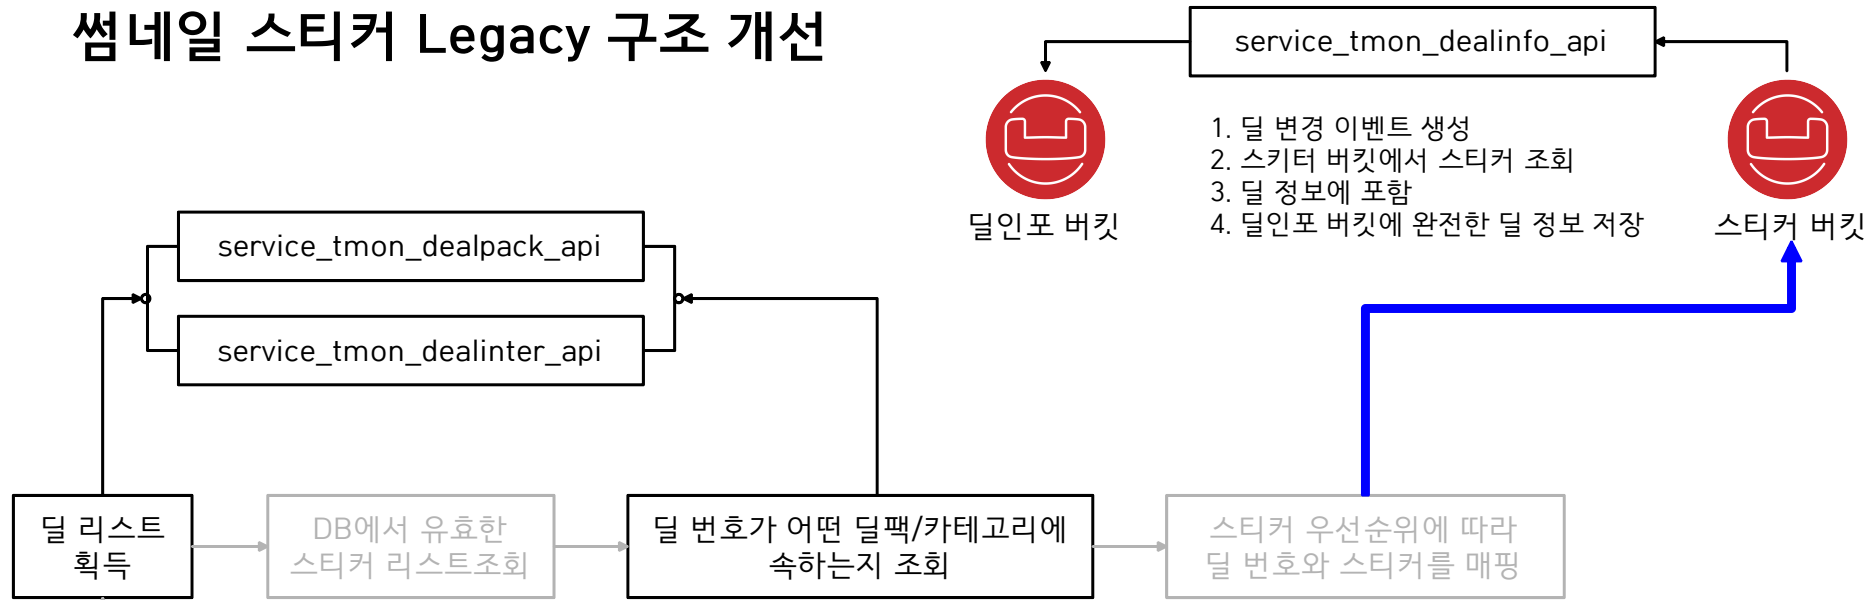 썸네일 스티커 Legacy 구조 개선
service_tmon_dealinfo_api
1. 딜 변경 이벤트 생성
2. 스키터 버킷에서 스티커 조회
3. 딜 정보에 포함
4. 딜인포 버킷에 완전한 딜 정보 저장
딜인포 버킷
스티커 버킷
service_tmon_dealpack_api
service_tmon_dealinter_api
딜 리스트
획득
DB에서 유효한
스티커 리스트조회
딜 번호가 어떤 딜팩/카테고리에
속하는지 조회
스티커 우선순위에 따라
딜 번호와 스티커를 매핑